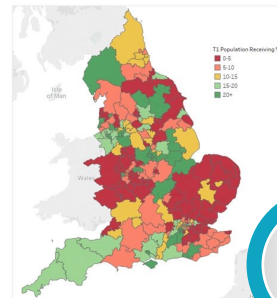 T1 Population Receiving
0-5
5-10
10-15
15-20
20+
Isle
of Man
Wales